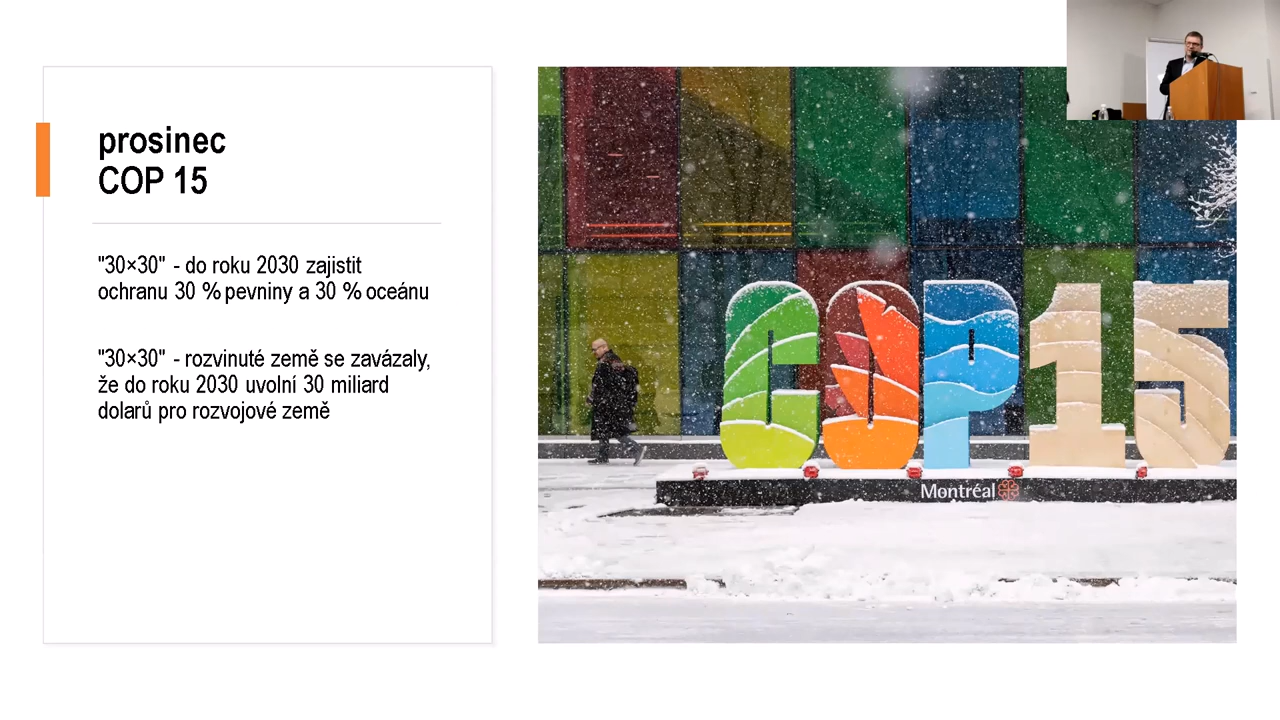 prosinec
COP 15
"30×30" - do roku 2030 zajistit
ochranu 30 % pevniny a 30 % oceánu
"30×30" - rozvinuté země se zavázaly,
že do roku 2030 uvolní 30 miliard
dolarů pro rozvojové země
COP15
Montréal